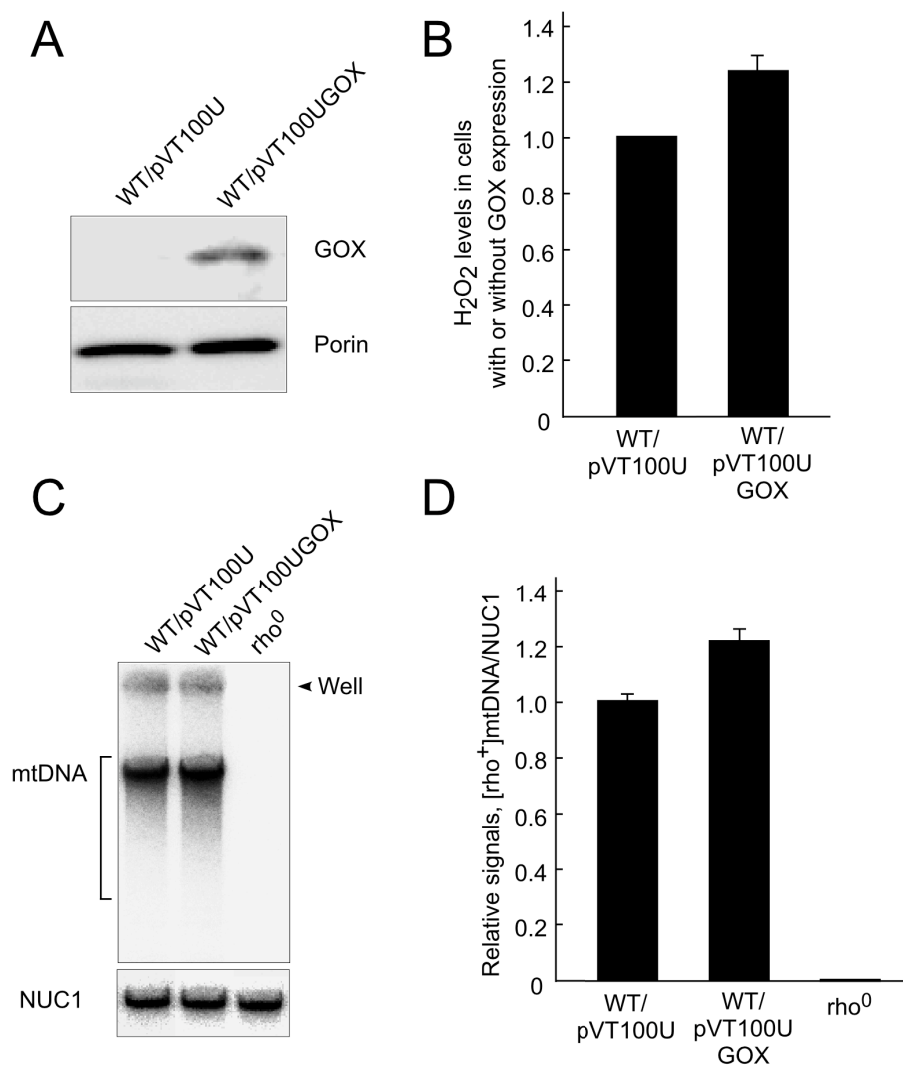 A
WT/pVT100U
WT/pVT100UGOX
GOX
Porin
B
H2O2 levels in cells
with or without GOX expression
1.4
1.2
1.0
0.8
0.6
0.4
0.2
0
WT/
pVT100U
WT/
pVT100U
GOX
C
WT/pVT100U
WT/pVT100UGOX
rho0
Well
mtDNA
NUC1
D
Relative signals, [rho+]mtDNA/NUC1
1.4
1.2
1.0
0.8
0.6
0.4
0.2
0
WT/
pVT100U
WT/
pVT100U
GOX
rho0